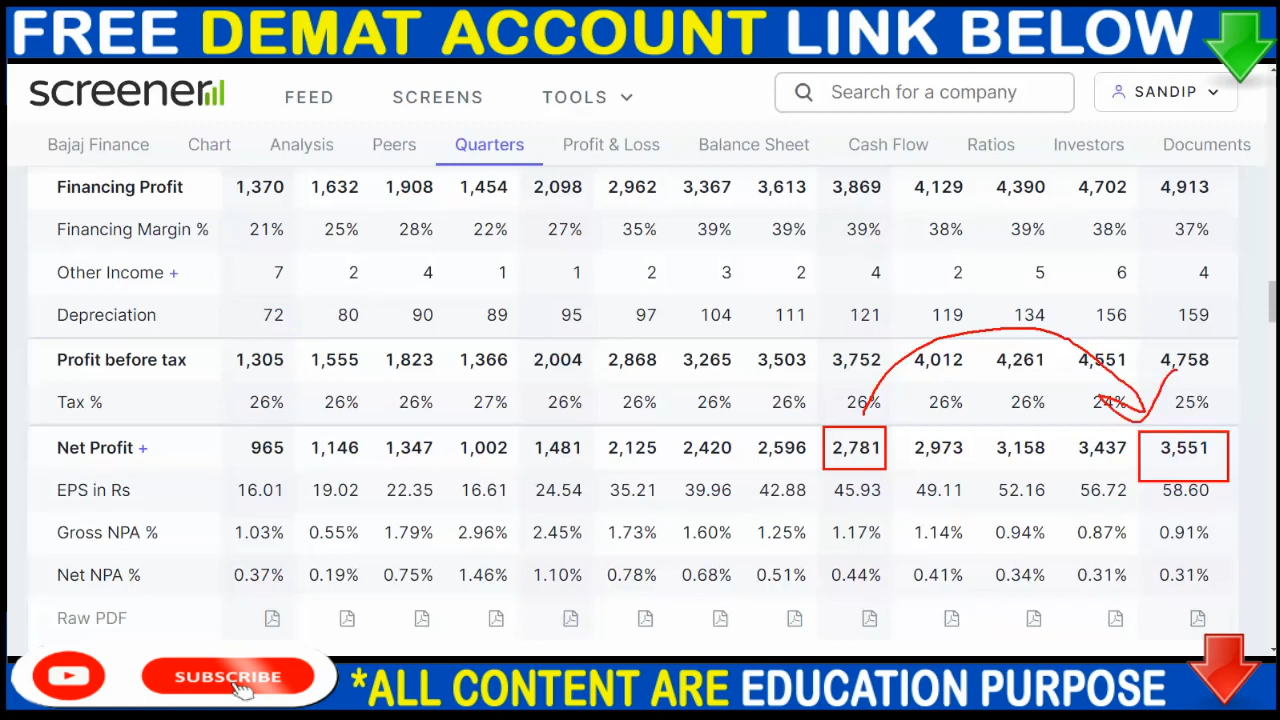 FREE DEMAT ACCOUNT LINK BELOW
screener FEED SCREENS TOOLS Search for a company SANDIP
Bajaj Finance Chart Analysis Peers Quarters Profit & Loss Balance Sheet Cash Flow Ratios Investors Documents
Financing Profit 1,370 1,632 1,908 1,454 2,098 2,962 3,367 3,613 3,869 4,129 4,390 4,702 4,913
Financing Margin % 21% 25% 28% 22% 27% 35% 39% 39% 39% 38% 39% 38% 37%
Other Income + 7 2 4 1 1 2 3 2 4 2 5 6 4
Depreciation 72 80 90 89 95 97 104 111 121 119 134 156 159
Profit before tax 1,305 1,555 1,823 1,366 2,004 2,868 3,265 3,503 3,752 4,012 4,261 4,551 4,758
Tax % 26% 26% 26% 27% 26% 26% 26% 26% 26% 26% 26% 24% 25%
Net Profit + 965 1,146 1,347 1,002 1,481 2,125 2,420 2,596 2,781 2,973 3,158 3,437 3,551
EPS in Rs 16.01 19.02 22.35 16.61 24.54 35.21 39.96 42.88 45.93 49.11 52.16 56.72 58.60
Gross NPA % 1.03% 0.55% 1.79% 2.96% 2.45% 1.73% 1.60% 1.25% 1.17% 1.14% 0.94% 0.87% 0.91%
Net NPA % 0.37% 0.19% 0.75% 1.46% 1.10% 0.78% 0.68% 0.51% 0.44% 0.41% 0.34% 0.31% 0.31%
Raw PDF
SUBSCRIBE
*ALL CONTENT ARE EDUCATION PURPOSE